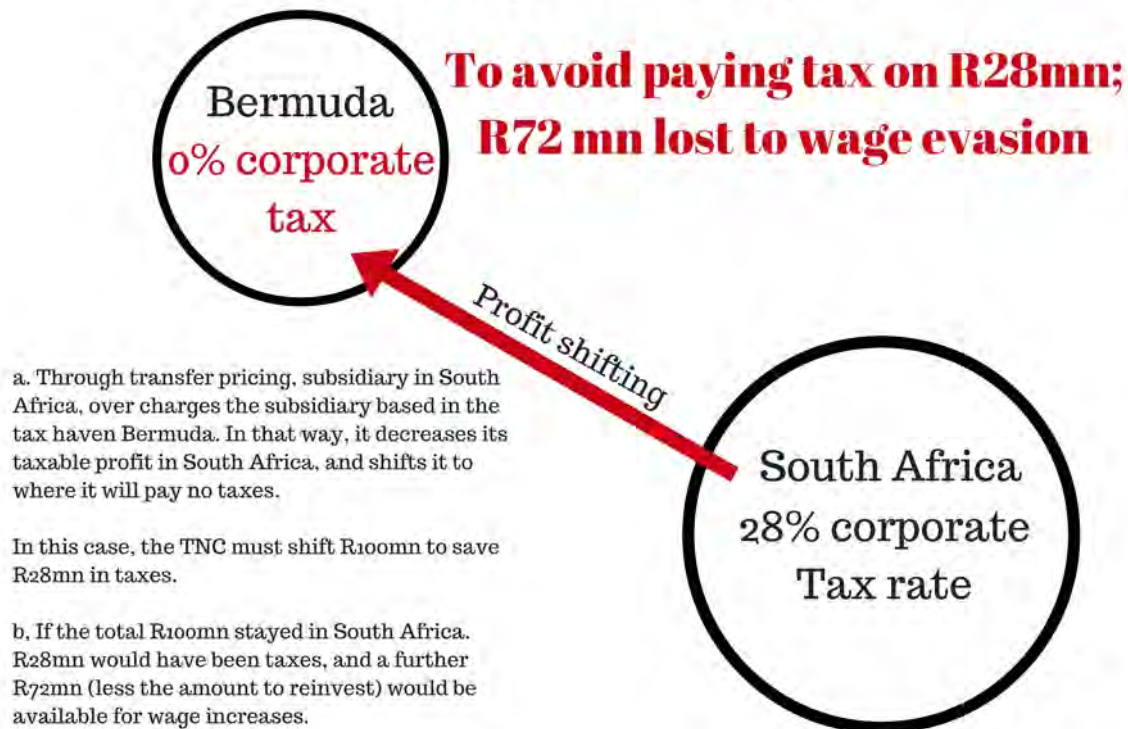 To avoid paying tax on R28mn;
R72 mn lost to wage evasion
Bermuda
0% corporate
tax
Profit shifting
South Africa
28% corporate
Tax rate
a. Through transfer pricing, subsidiary in South
Africa, over charges the subsidiary based in the
tax haven Bermuda. In that way, it decreases its
taxable profit in South Africa, and shifts it to
where it will pay no taxes.
In this case, the TNC must shift R100mn to save
R28mn in taxes.
b, If the total R100mn stayed in South Africa.
R28mn would have been taxes, and a further
R72mn (less the amount to reinvest) would be
available for wage increases.